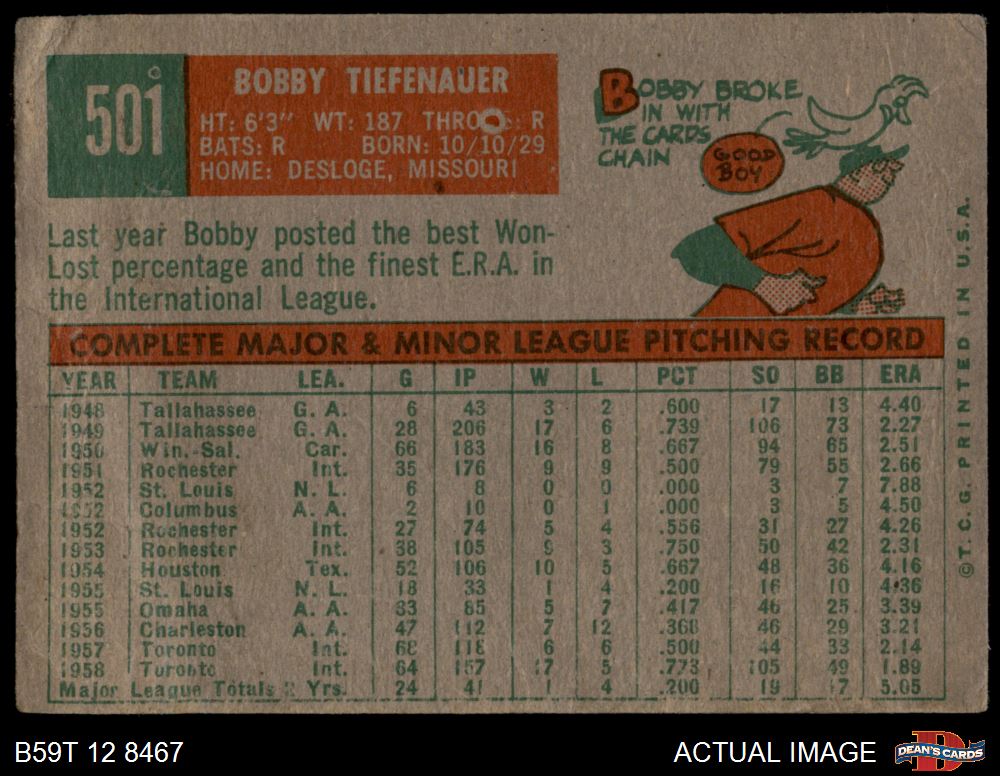 501
BOBBY TIEFENAUER
HT: 6'3" WT: 187 THROWS: R
BATS: R BORN: 10/10/29
HOME: DESLOGE, MISSOURI
BOBBY BROKE
IN WITH
THE CARDS
CHAIN
GOOD
BOY
Last year Bobby posted the best Won-
Lost percentage and the finest E.R.A. in
the International League.
COMPLETE MAJOR & MINOR LEAGUE PITCHING RECORD
YEAR TEAM LEA. G IP W L PCT SO BB ERA
1948 Tallahassee G. A. 6 43 3 2 .600 17 13 4.40
1949 Tallahassee G. A. 28 206 17 6 .739 106 73 2.27
1950 Win.-Sal. Car. 66 183 16 8 .667 94 65 2.51
1951 Rochester Int. 35 176 9 9 .500 79 55 2.66
1952 St. Louis N. L. 6 8 0 0 .000 3 7 7.88
1952 Columbus A. A. 2 10 0 1 .000 3 5 4.50
1952 Rochester Int. 27 74 5 4 .556 31 27 4.26
1953 Rochester Int. 38 105 9 3 .750 50 42 2.31
1954 Houston Tex. 52 106 10 5 .667 48 36 4.16
1955 St. Louis N. L. 18 33 1 4 .200 16 10 4.36
1955 Omaha A. A. 33 85 5 7 .417 46 25 3.39
1956 Charleston A. A. 47 112 7 12 .368 46 29 3.21
1957 Toronto Int. 68 118 6 6 .500 44 33 2.14
1958 Toronto Int. 64 157 17 5 .773 105 49 1.89
Major League Totals 2 Yrs. 24 41 1 4 .200 19 17 5.05
© T. C. G. PRINTED IN U.S.A.
B59T 12 8467
ACTUAL IMAGE
DEAN'S CARDS